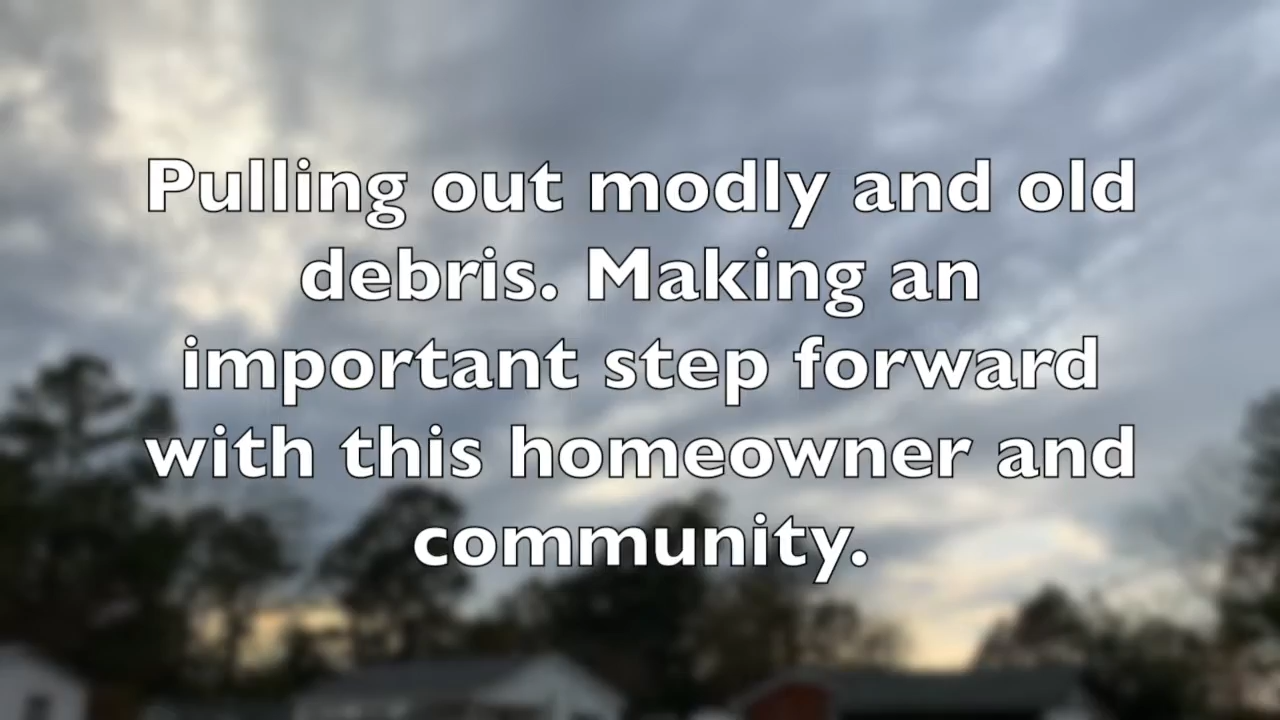 Pulling out modly and old
debris. Making an
important step forward
with this homeowner and
community.